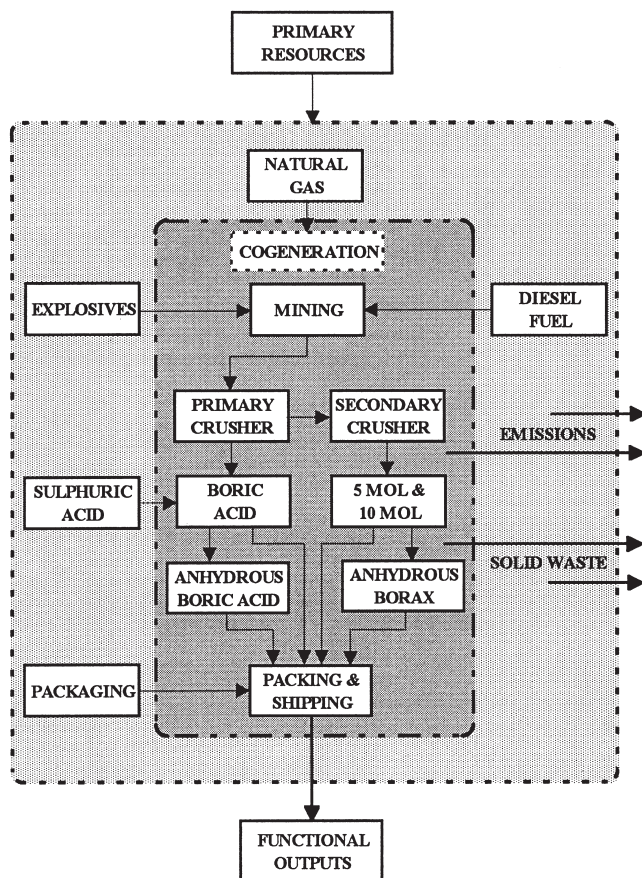 PRIMARY
RESOURCES
NATURAL
GAS
COGENERATION
EXPLOSIVES
MINING
DIESEL
FUEL
PRIMARY
CRUSHER
SECONDARY
CRUSHER
EMISSIONS
SULPHURIC
ACID
BORIC
ACID
5 MOL &
10 MOL
ANHYDROUS
BORIC ACID
ANHYDROUS
BORAX
SOLID WASTE
PACKAGING
PACKING &
SHIPPING
FUNCTIONAL
OUTPUTS